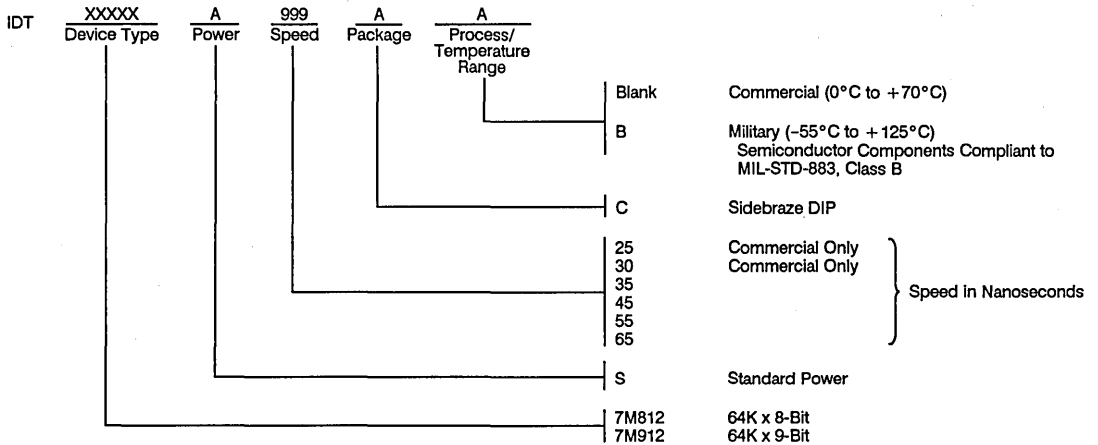 IDT XXXXX A 999 A A
Device Type Power Speed Package Process/
Temperature
Range
Blank Commercial (0°C to +70°C)
B Military (–55°C to +125°C)
Semiconductor Components Compliant to
MIL-STD-883, Class B
C Sidebraze DIP
25 Commercial Only
30 Commercial Only
35
45
55
65
Speed in Nanoseconds
S Standard Power
7M812 64K x 8-Bit
7M912 64K x 9-Bit